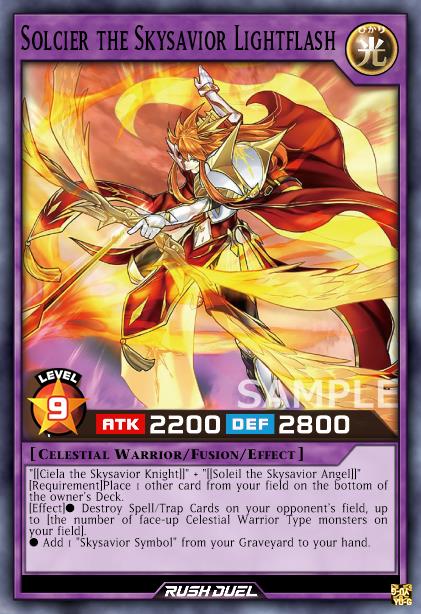 Solcier the Skysavior Lightflash
ひかり
光
SAMPLE
LEVEL
9
ATK 2200 DEF 2800
[Celestial Warrior/Fusion/Effect]
"[[Ciela the Skysavior Knight]]" + "[[Soleil the Skysavior Angel]]"
[Requirement]Place 1 other card from your field on the bottom of
the owner's Deck.
[Effect]● Destroy Spell/Trap Cards on your opponent's field, up
to [the number of face-up Celestial Warrior Type monsters on
your field].
● Add 1 "Skysavior Symbol" from your Graveyard to your hand.
RUSH DUEL